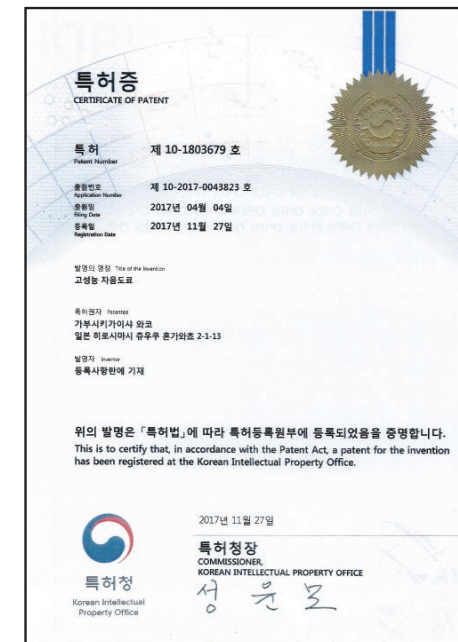 특허증
CERTIFICATE OF PATENT
특 허 제 10-1803679 호
Patent Number
출원번호 제 10-2017-0043823 호
Application Number
출원일 2017년 04월 04일
Filing Date
등록일 2017년 11월 27일
Registration Date
발명의 명칭 Title of the Invention
고성능 차음도료
특허권자 Patentee
가부시키가이샤 와코
일본 히로시마시 쥬우쿠 혼가와쵸 2-1-13
발명자 Inventor
등록사항란에 기재
위의 발명은 「특허법」에 따라 특허등록원부에 등록되었음을 증명합니다.
This is to certify that, in accordance with the Patent Act, a patent for the invention
has been registered at the Korean Intellectual Property Office.
2017년 11월 27일
특허청장
COMMISSIONER,
KOREAN INTELLECTUAL PROPERTY OFFICE
성윤모
특허청
Korean Intellectual
Property Office